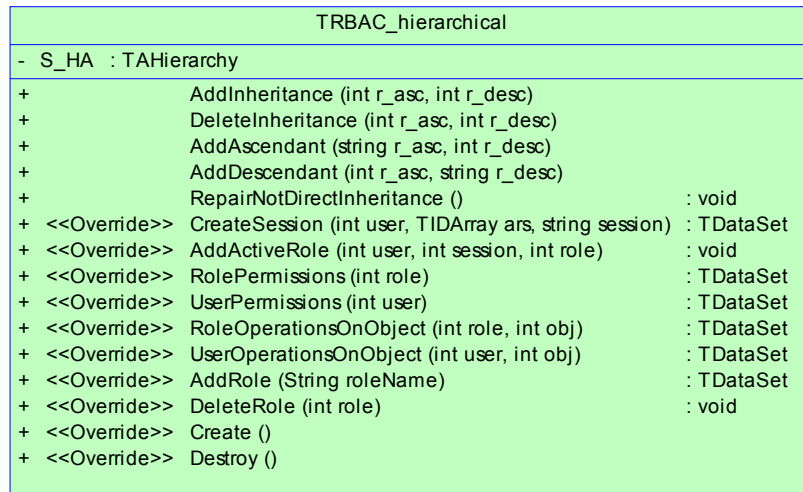 TRBAC_hierarchical
- S_HA : TAHierarchy
+ AddInheritance (int r_asc, int r_desc)
+ DeleteInheritance (int r_asc, int r_desc)
+ AddAscendant (string r_asc, int r_desc)
+ AddDescendant (int r_asc, string r_desc)
+ RepairNotDirectInheritance () : void
+ <<Override>> CreateSession (int user, TIDArray ars, string session) : TDataSet
+ <<Override>> AddActiveRole (int user, int session, int role) : void
+ <<Override>> RolePermissions (int role) : TDataSet
+ <<Override>> UserPermissions (int user) : TDataSet
+ <<Override>> RoleOperationsOnObject (int role, int obj) : TDataSet
+ <<Override>> UserOperationsOnObject (int user, int obj) : TDataSet
+ <<Override>> AddRole (String roleName) : TDataSet
+ <<Override>> DeleteRole (int role) : void
+ <<Override>> Create ()
+ <<Override>> Destroy ()